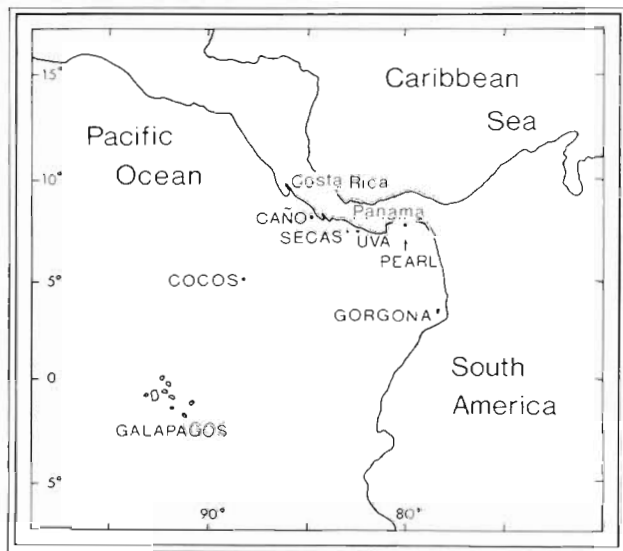 15°
Caribbean
Sea
Pacific
Ocean
10°
Costa Rica
CAÑO
Panama
SECAS
UVA
PEARL
COCOS
5°
GORGONA
0
South
America
GALAPAGOS
5°
90°
80°